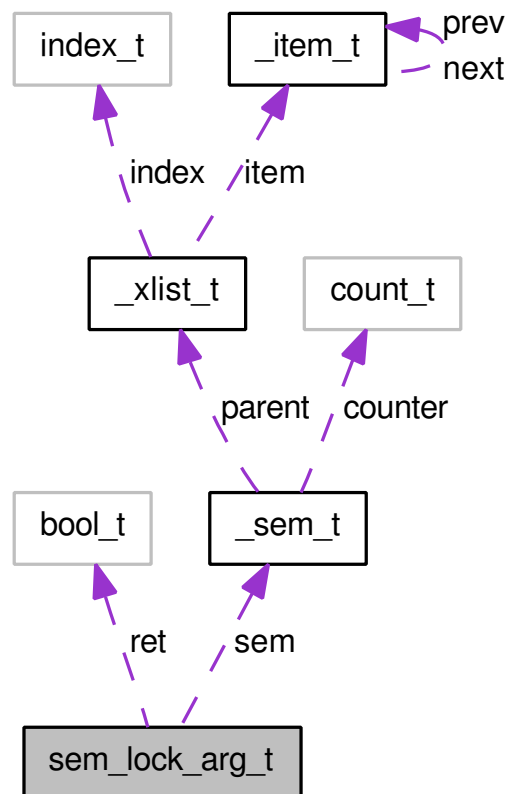 index_t
_item_t
prev
next
index
item
_xlist_t
count_t
parent
counter
bool_t
_sem_t
ret
sem
sem_lock_arg_t